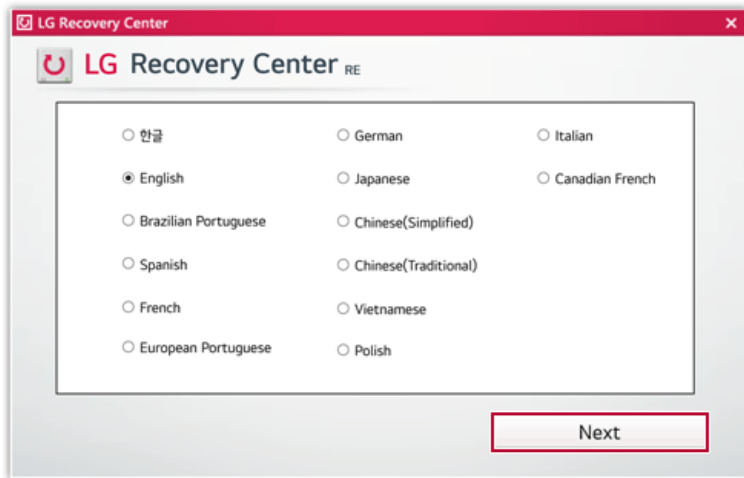 LG Recovery Center
LG Recovery Center RE
한글
English
Brazilian Portuguese
Spanish
French
European Portuguese
German
Japanese
Chinese(Simplified)
Chinese(Traditional)
Vietnamese
Polish
Italian
Canadian French
Next